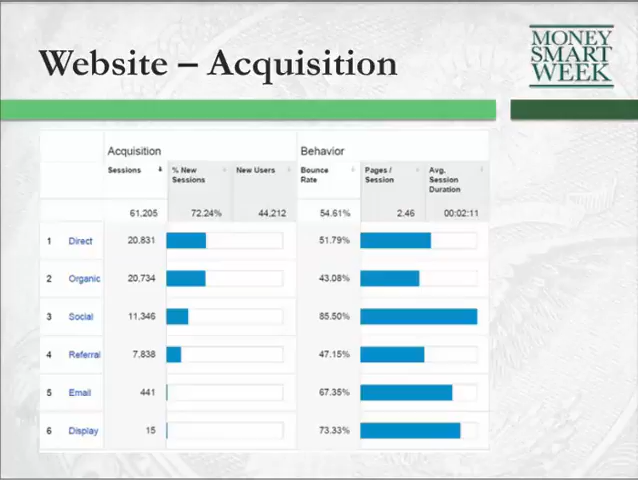 Website – Acquisition
MONEY
SMART
WEEK
Acquisition
Behavior
Sessions
% New
Sessions
New Users
Bounce
Rate
Pages /
Session
Avg.
Session
Duration
61,205
72.24%
44,212
54.61%
2.46
00:02:11
1 Direct 20,831 51.79%
2 Organic 20,734 43.08%
3 Social 11,346 85.50%
4 Referral 7,838 47.15%
5 Email 441 67.35%
6 Display 15 73.33%